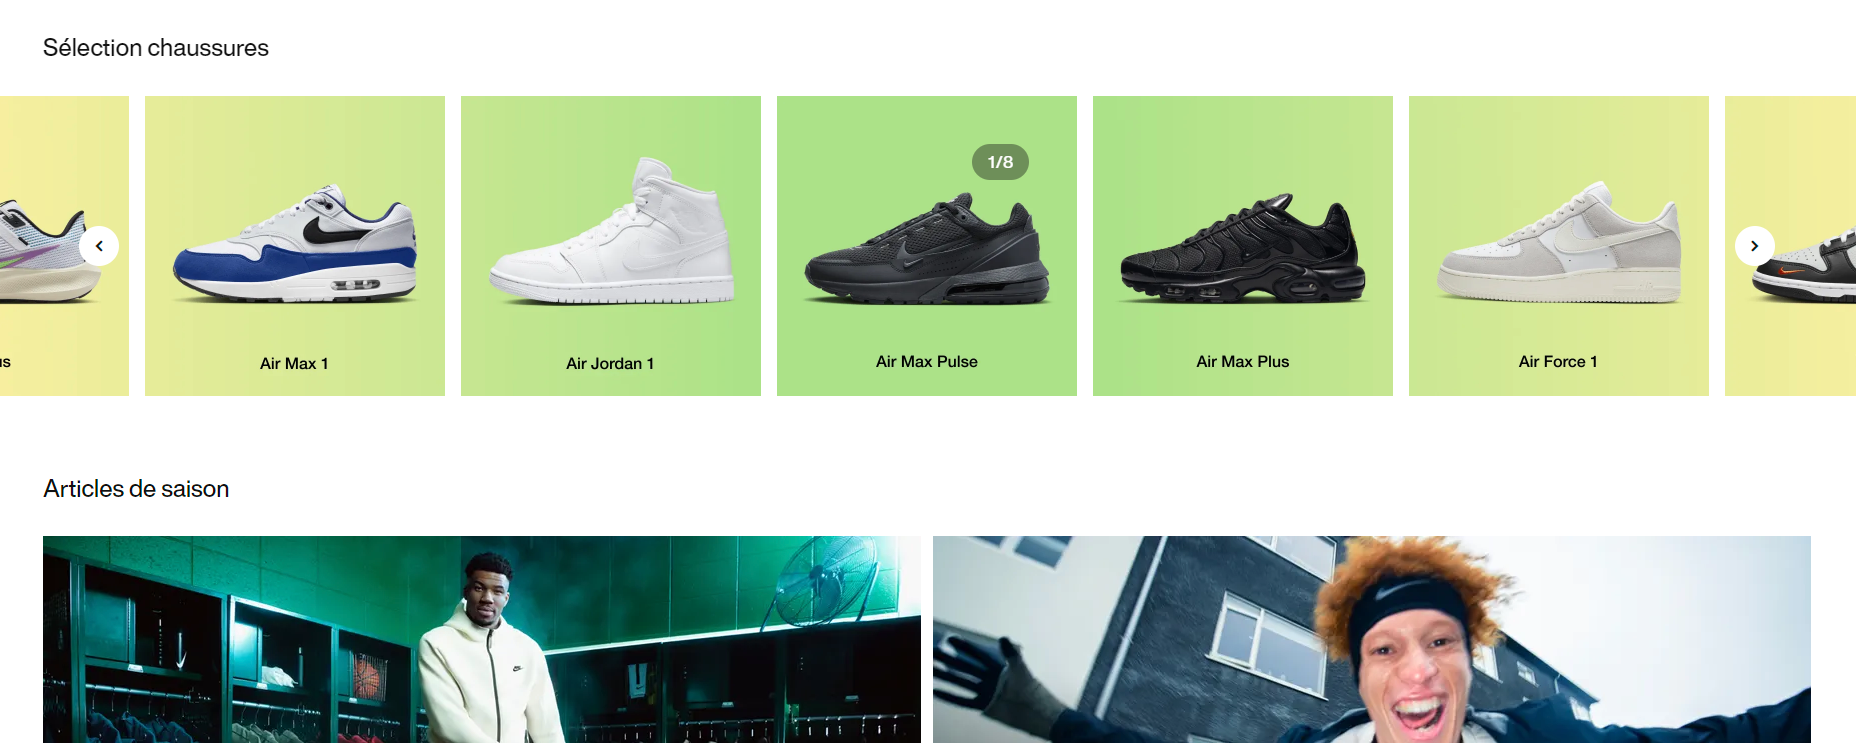 Sélection chaussures
1/8
us
Air Max 1
Air Jordan 1
Air Max Pulse
Air Max Plus
Air Force 1
Articles de saison